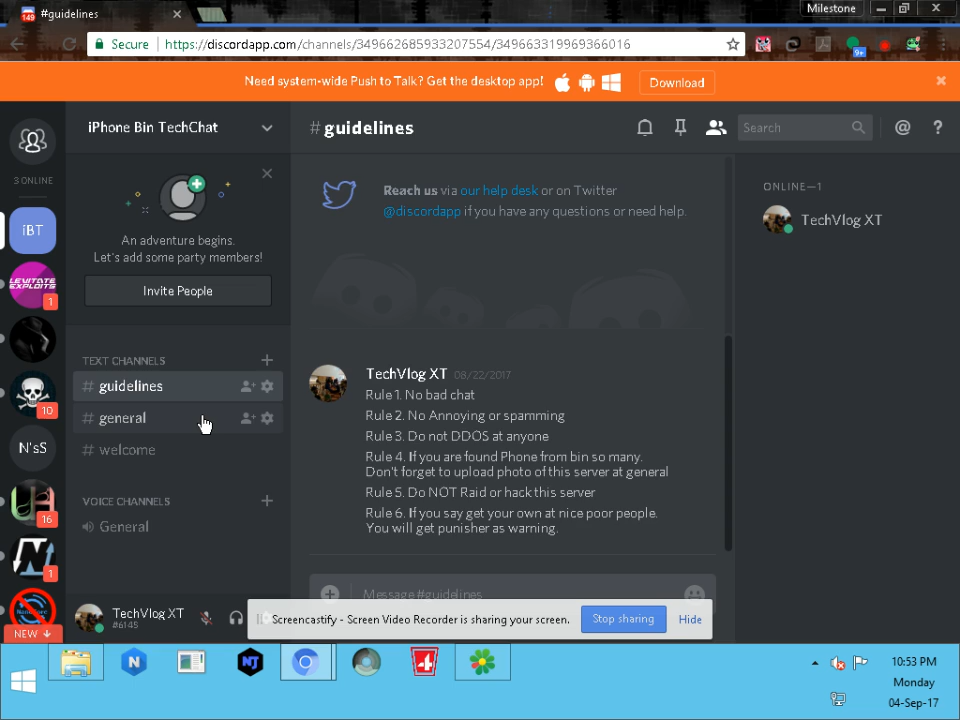 #guidelines
Milestone
Secure
https://discordapp.com/channels/349662685933207554/349663319969366016
9+
Need system-wide Push to Talk? Get the desktop app!
Download
iPhone Bin TechChat
#guidelines
Search
@
?
3 ONLINE
iBT
An adventure begins.
Let's add some party members!
Invite People
Reach us via our help desk or on Twitter
@discordapp if you have any questions or need help.
ONLINE—1
TechVlog XT
LEVITATE
EXPLOITS
1
TEXT CHANNELS
# guidelines
# general
# welcome
10
N'sS
TechVlog XT 08/22/2017
Rule 1. No bad chat
Rule 2. No Annoying or spamming
Rule 3. Do not DDOS at anyone
Rule 4. If you are found Phone from bin so many.
Don't forget to upload photo of this server at general
Rule 5. Do NOT Raid or hack this server
Rule 6. If you say get your own at nice poor people.
You will get punisher as warning.
VOICE CHANNELS
General
16
1
NEW
TechVlog XT
#6145
Message #guidelines
Screencastify - Screen Video Recorder is sharing your screen.
Stop sharing
Hide
10:53 PM
Monday
04-Sep-17